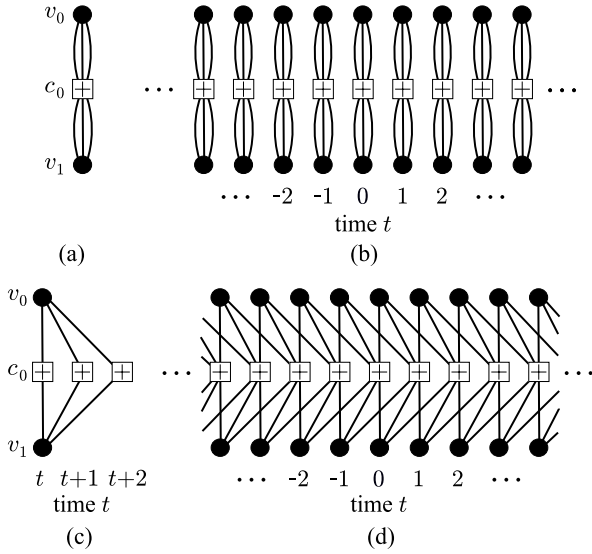 v₀
c₀ + ··· + + + + + + + + + ···
v₁
··· -2 -1 0 1 2 ···
time t
(a) (b)
v₀
c₀ + + + ··· + + + + + + + + + ···
v₁
t t+1 t+2 ··· -2 -1 0 1 2 ···
time t time t
(c) (d)